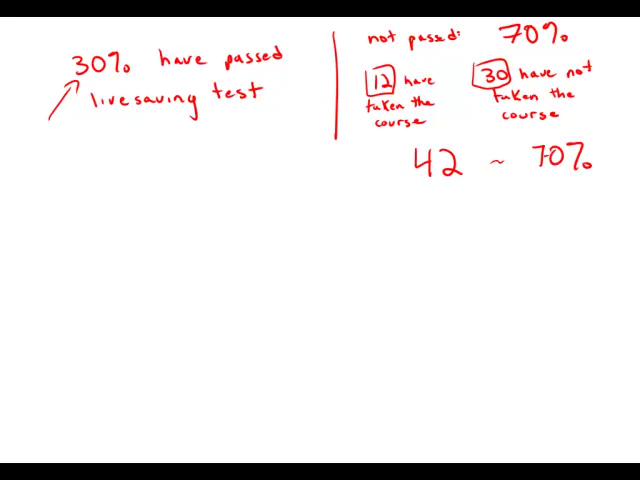 30% have passed
livesaving test
not passed: 70%
12 have
taken the
course
30 have not
taken the
course
42 ~ 70%